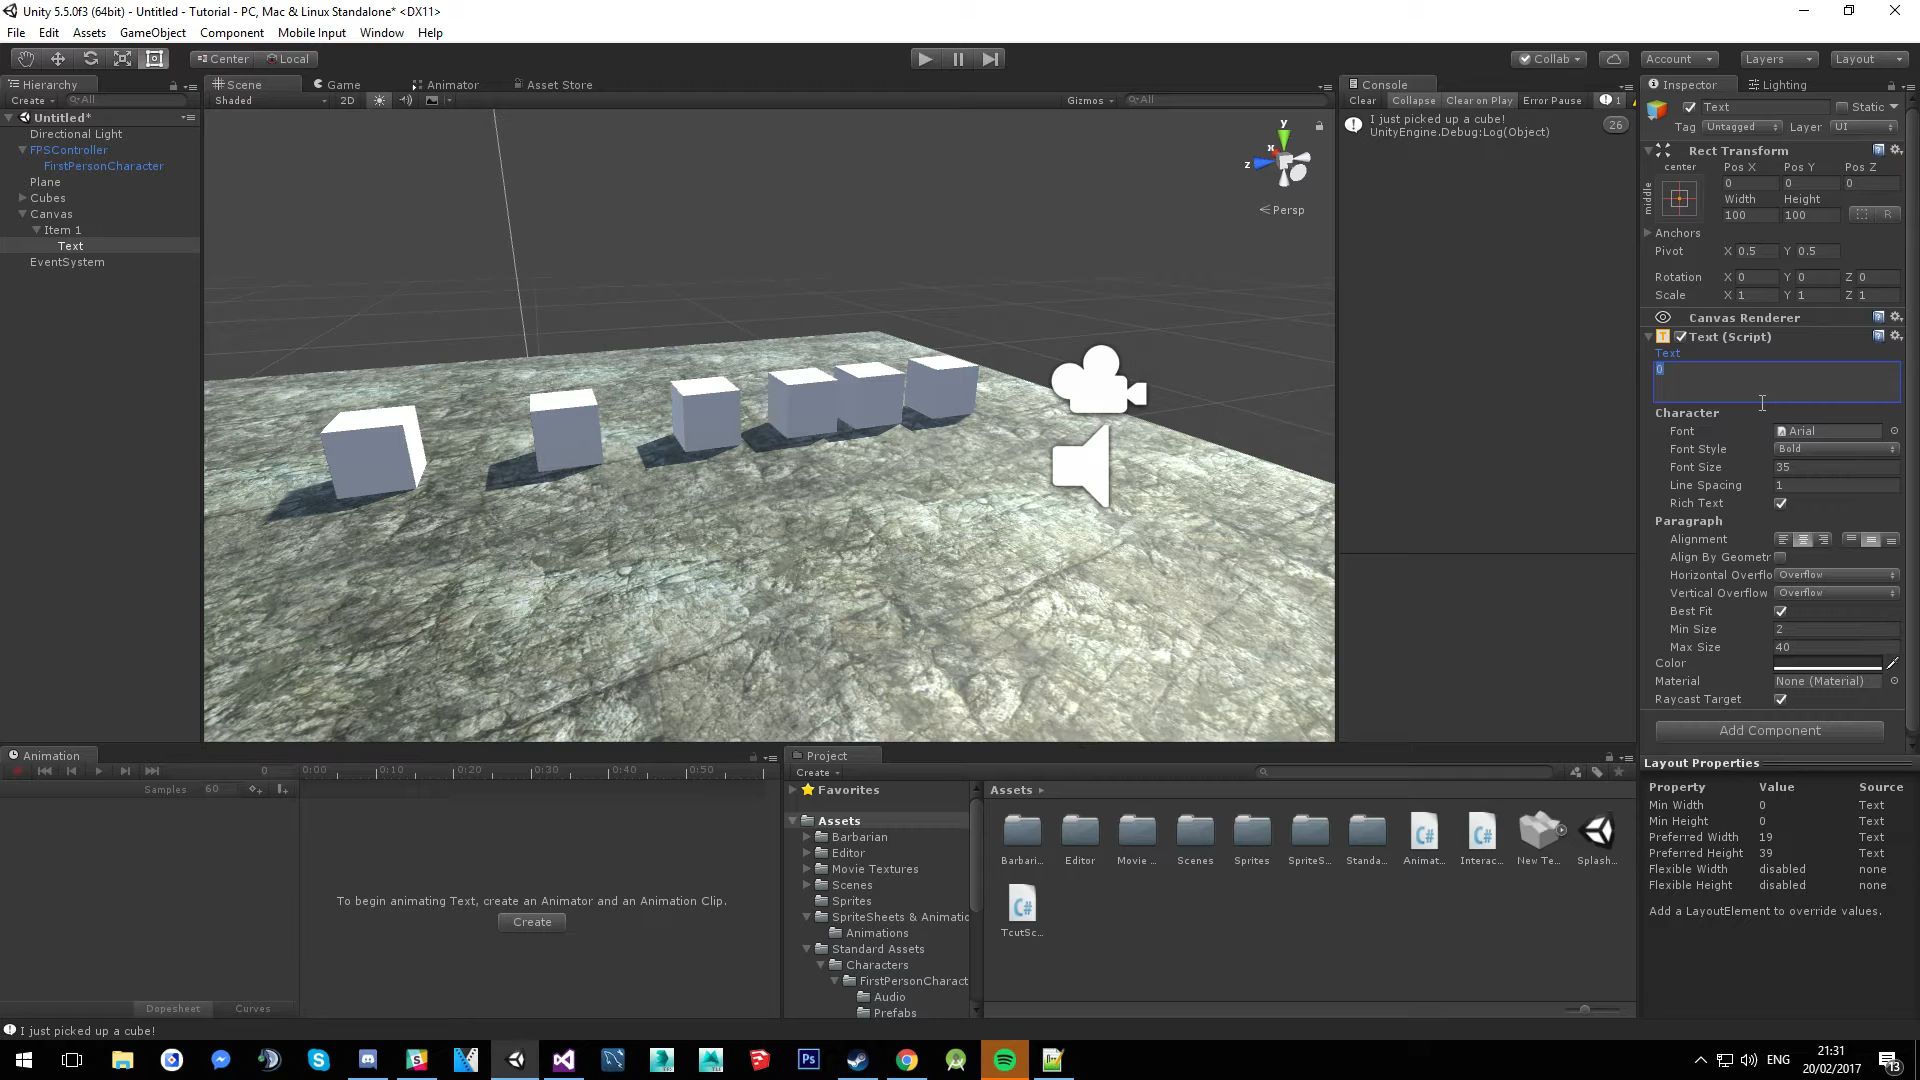 Unity 5.5.0f3 (64bit) - Untitled - Tutorial - PC, Mac & Linux Standalone* <DX11>
File Edit Assets GameObject Component Mobile Input Window Help
Center Local
Collab Account Layers Layout
Hierarchy
Create All
Untitled*
Directional Light
FPSController
FirstPersonCharacter
Plane
Cubes
Canvas
Item 1
Text
EventSystem
Scene Game Animator Asset Store
Shaded 2D Gizmos All
y
x
z
Persp
Console
Clear Collapse Clear on Play Error Pause 1
I just picked up a cube!
UnityEngine.Debug:Log(Object)
26
Inspector Lighting
Text Static
Tag Untagged Layer UI
Rect Transform
center Pos X Pos Y Pos Z
middle
0 0 0
Width Height
100 100 R
Anchors
Pivot X 0.5 Y 0.5
Rotation X 0 Y 0 Z 0
Scale X 1 Y 1 Z 1
Canvas Renderer
Text (Script)
Text
0
Character
Font Arial
Font Style Bold
Font Size 35
Line Spacing 1
Rich Text
Paragraph
Alignment
Align By Geometr
Horizontal Overflo Overflow
Vertical Overflow Overflow
Best Fit
Min Size 2
Max Size 40
Color
Material None (Material)
Raycast Target
Add Component
Layout Properties
Property Value Source
Min Width 0 Text
Min Height 0 Text
Preferred Width 19 Text
Preferred Height 39 Text
Flexible Width disabled none
Flexible Height disabled none
Add a LayoutElement to override values.
Animation
0 0:00 0:10 0:20 0:30 0:40 0:50
Samples 60
To begin animating Text, create an Animator and an Animation Clip.
Create
Dopesheet Curves
Project
Create
Favorites
Assets
Barbarian
Editor
Movie Textures
Scenes
Sprites
SpriteSheets & Animatic
Animations
Standard Assets
Characters
FirstPersonCharact
Audio
Prefabs
Assets
Barbari... Editor Movie ... Scenes Sprites SpriteS... Standa... Animat... Interac... New Te... Splash...
C# C#
C#
TcutSc...
I just picked up a cube!
Ps
ENG
21:31
20/02/2017
13